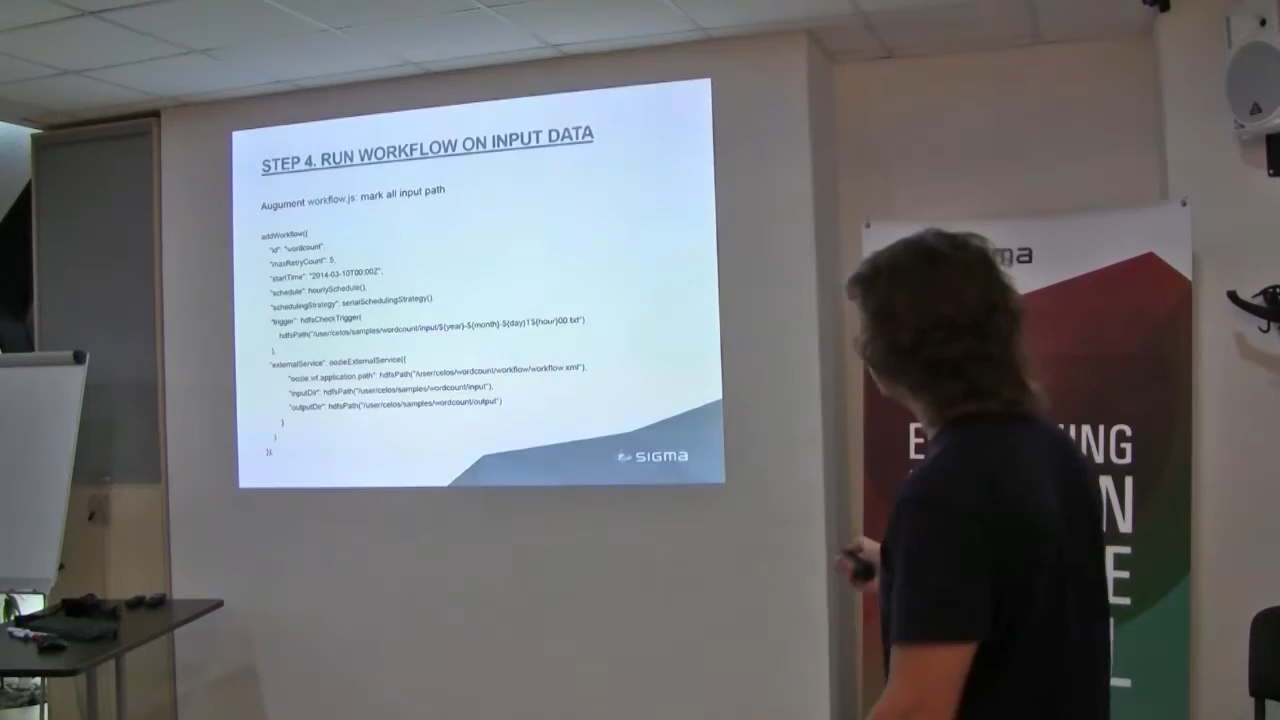 STEP 4. RUN WORKFLOW ON INPUT DATA
Augument workflow.js: mark all input path
addWorkflow({
"id": "wordcount",
"maxRetryCount": 5,
"startTime": "2014-03-10T00:00Z",
"schedule": hourlySchedule(),
"schedulingStrategy": serialSchedulingStrategy(),
"trigger": hdfsCheckTrigger(
hdfsPath("/user/celos/samples/wordcount/input/${year}-${month}-${day}T${hour}00.txt")
),
"externalService": oozieExternalService({
"oozie.wf.application.path": hdfsPath("/user/celos/wordcount/workflow/workflow.xml"),
"inputDir": hdfsPath("/user/celos/samples/wordcount/input"),
"outputDir": hdfsPath("/user/celos/samples/wordcount/output")
}
)
});
SIGMA
ma
E
NING
N
E
L